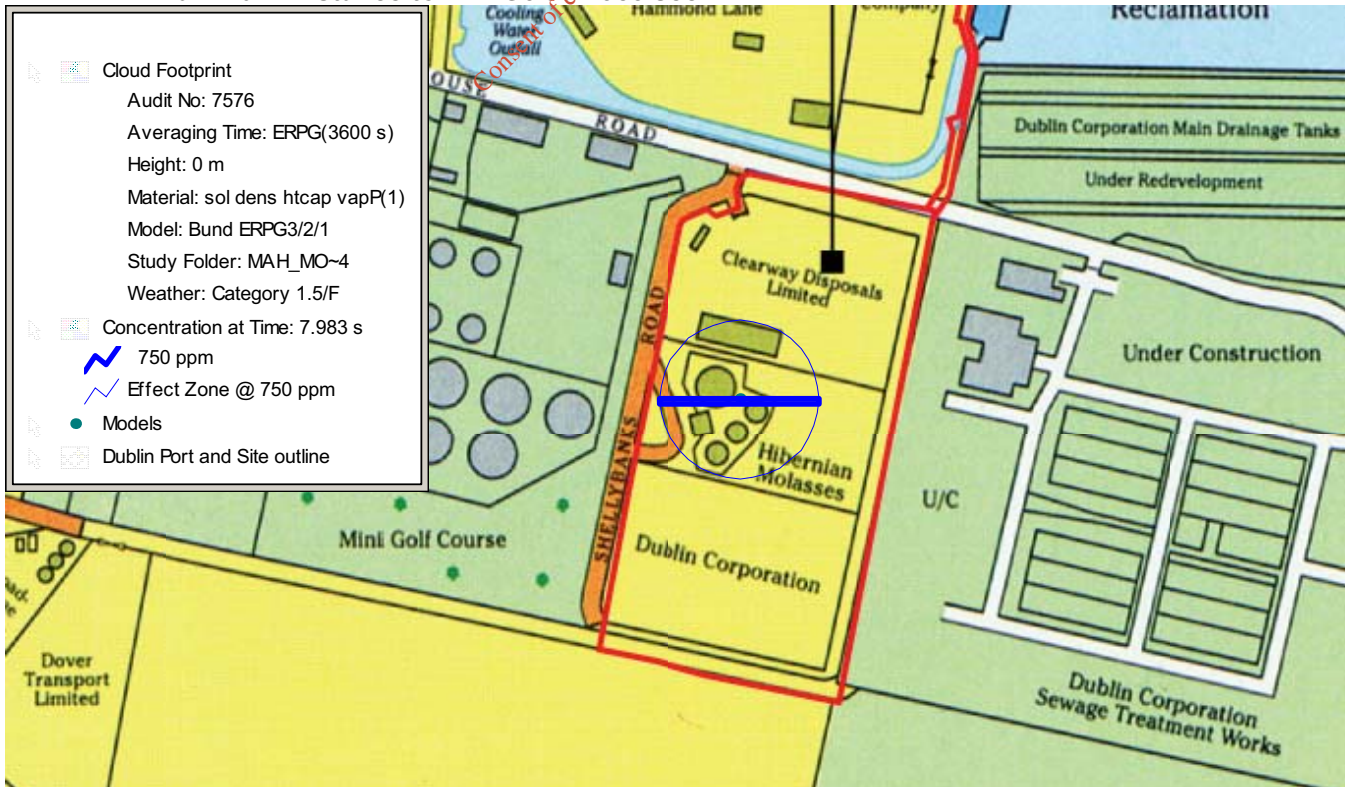 Cloud Footprint
Audit No: 7576
Averaging Time: ERPG(3600 s)
Height: 0 m
Material: sol dens htcap vapP(1)
Model: Bund ERPG3/2/1
Study Folder: MAH_MO~4
Weather: Category 1.5/F
Concentration at Time: 7.983 s
750 ppm
Effect Zone @ 750 ppm
Models
Dublin Port and Site outline
Cooling
Water
Outfall
Consent of
Hammond Lane
Company
Reclamation
OUSE
ROAD
Dublin Corporation Main Drainage Tanks
Under Redevelopment
Clearway Disposals
Limited
SHELLYBANKS ROAD
Under Construction
Hibernian
Molasses
U/C
Mini Golf Course
Dublin Corporation
Dover
Transport
Limited
Dublin Corporation
Sewage Treatment Works